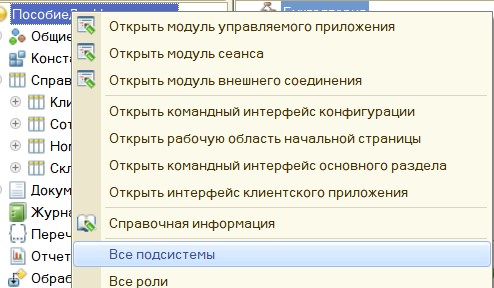 Открыть модуль управляемого приложения
Общие
Открыть модуль сеанса
Конста
Открыть модуль внешнего соединения
Справ
Кли
Открыть командный интерфейс конфигурации
Сот
Открыть рабочую область начальной страницы
Ном
Открыть командный интерфейс основного раздела
Скл
Докум
Открыть интерфейс клиентского приложения
Журна
Справочная информация
Переч
Отчет
Все подсистемы
Обраб
Все роли